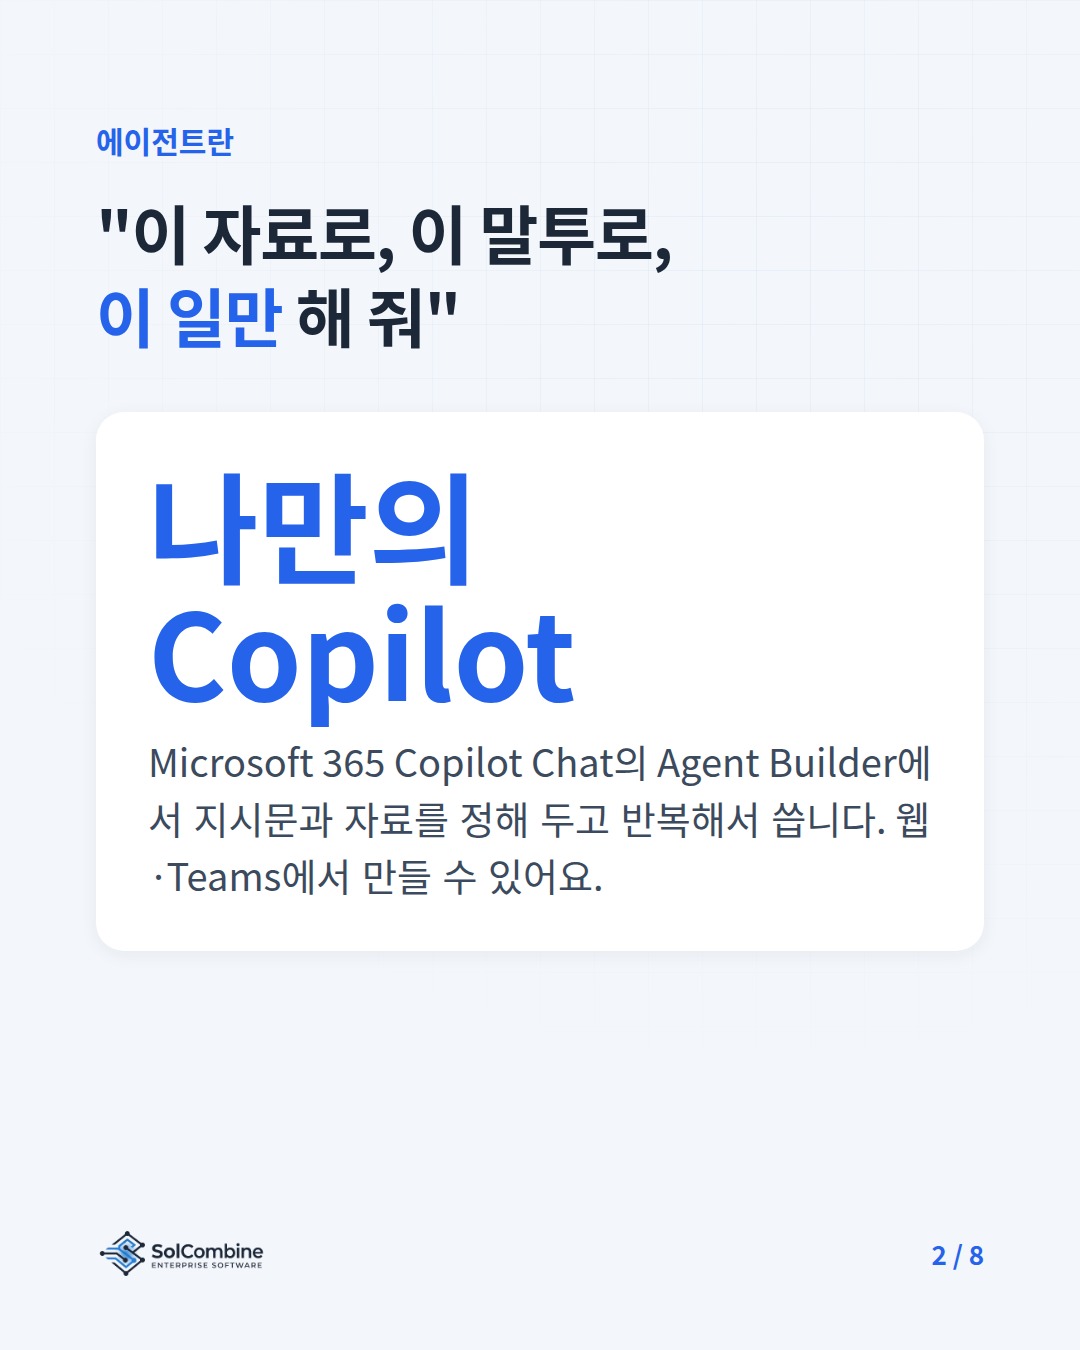 에이전트란
"이 자료로, 이 말투로,
이 일만 해 줘"
나만의
Copilot
Microsoft 365 Copilot Chat의 Agent Builder에
서 지시문과 자료를 정해 두고 반복해서 씁니다. 웹
·Teams에서 만들 수 있어요.
SolCombine
ENTERPRISE SOFTWARE
2 / 8